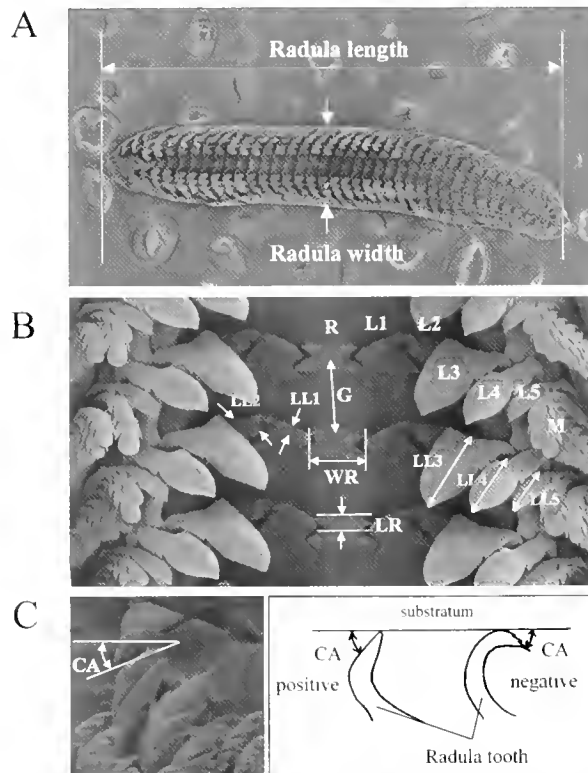 A
Radula length
Radula width
B
R L1 L2
L3 L4 L5
M
LL2 LL1 G
WR
LL3 LL4 LL5
LR
C
CA
substratum
CA CA
positive negative
Radula tooth